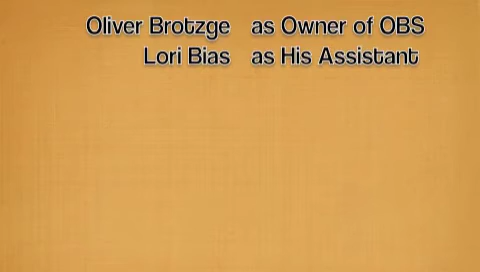 Oliver Brotzge as Owner of OBS
Lori Bias as His Assistant